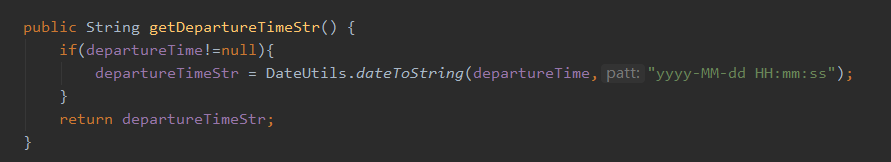 public String getDepartureTimeStr() {
if(departureTime!=null){
departureTimeStr = DateUtils.dateToString(departureTime, patt: "yyyy-MM-dd HH:mm:ss");
}
return departureTimeStr;
}